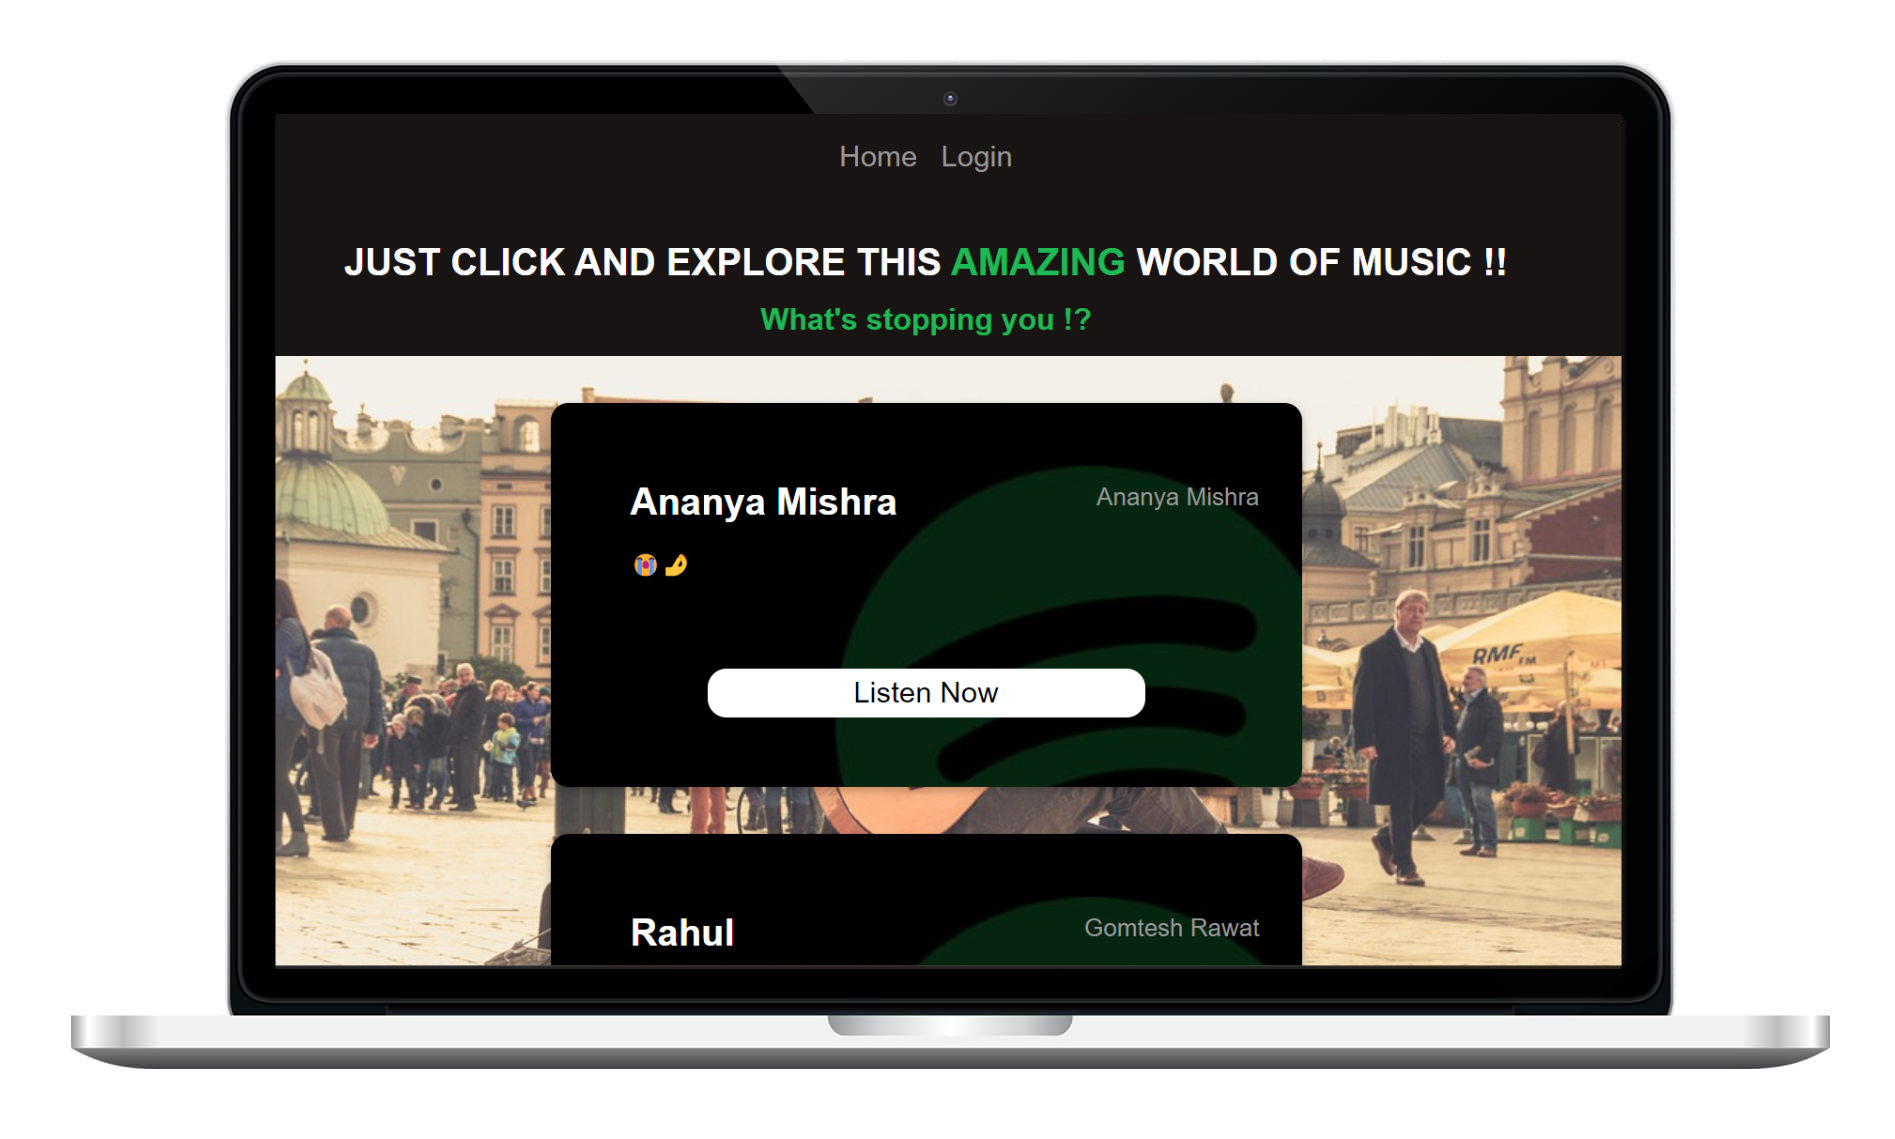 Home Login
JUST CLICK AND EXPLORE THIS AMAZING WORLD OF MUSIC !!
What's stopping you !?
Ananya Mishra Ananya Mishra
😭🤌
Listen Now
RMF FM
Rahul Gomtesh Rawat